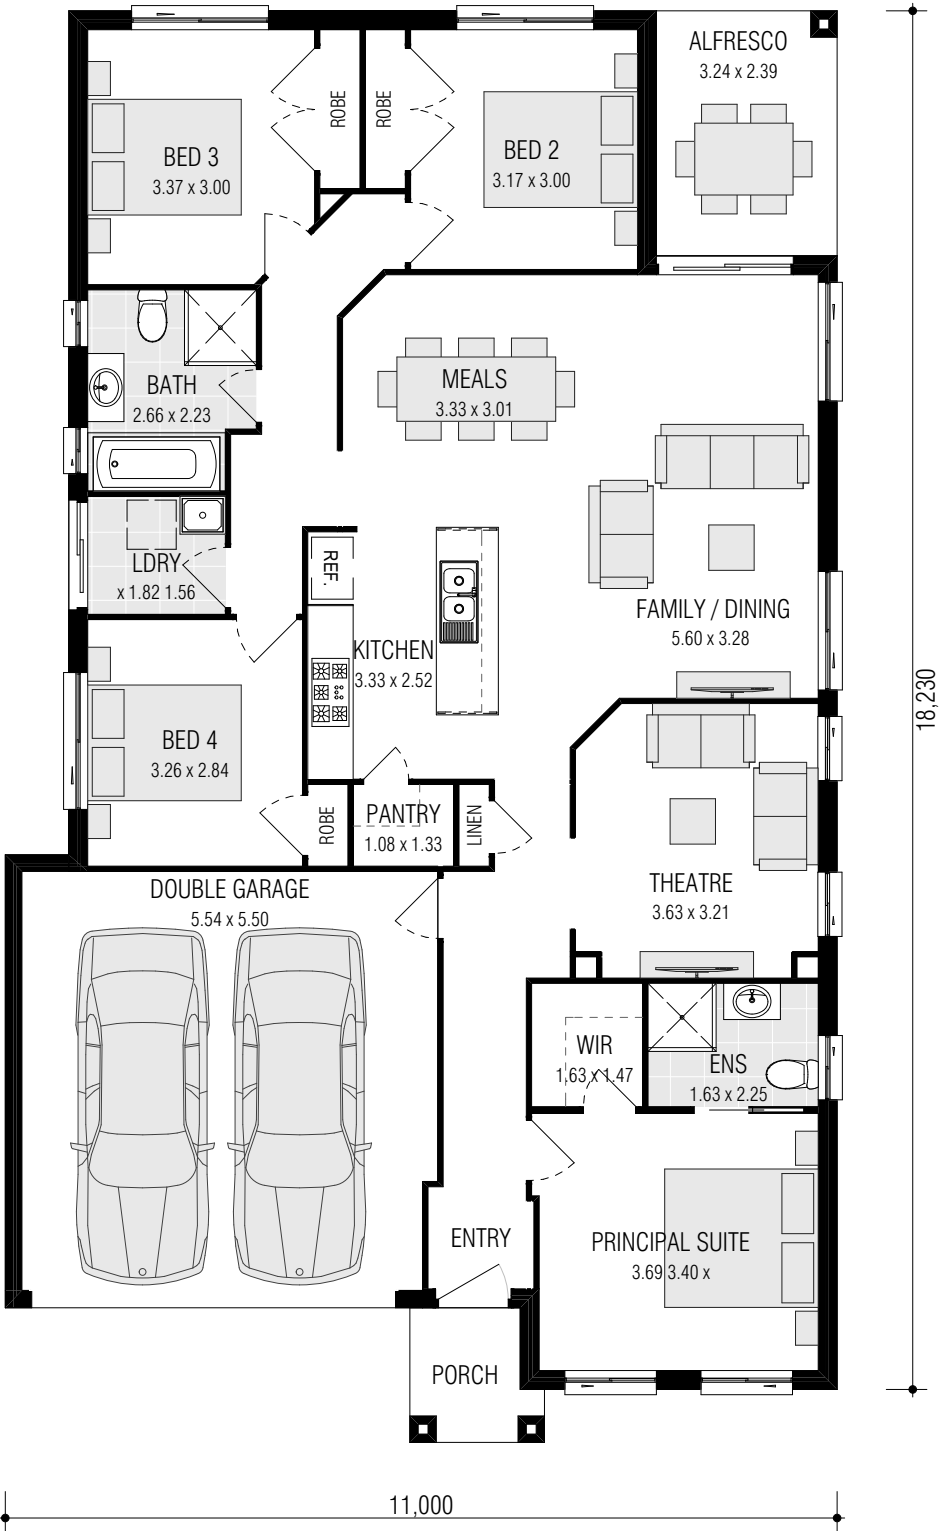 ALFRESCO
3.24 x 2.39
ROBE
ROBE
BED 3
3.37 x 3.00
BED 2
3.17 x 3.00
BATH
2.66 x 2.23
MEALS
3.33 x 3.01
LDRY
x 1.82 1.56
REF.
FAMILY / DINING
5.60 x 3.28
KITCHEN
3.33 x 2.52
18,230
BED 4
3.26 x 2.84
ROBE
PANTRY
1.08 x 1.33
LINEN
DOUBLE GARAGE
5.54 x 5.50
THEATRE
3.63 x 3.21
WIR
1.63 x 1.47
ENS
1.63 x 2.25
ENTRY
PRINCIPAL SUITE
3.69 3.40 x
PORCH
11,000